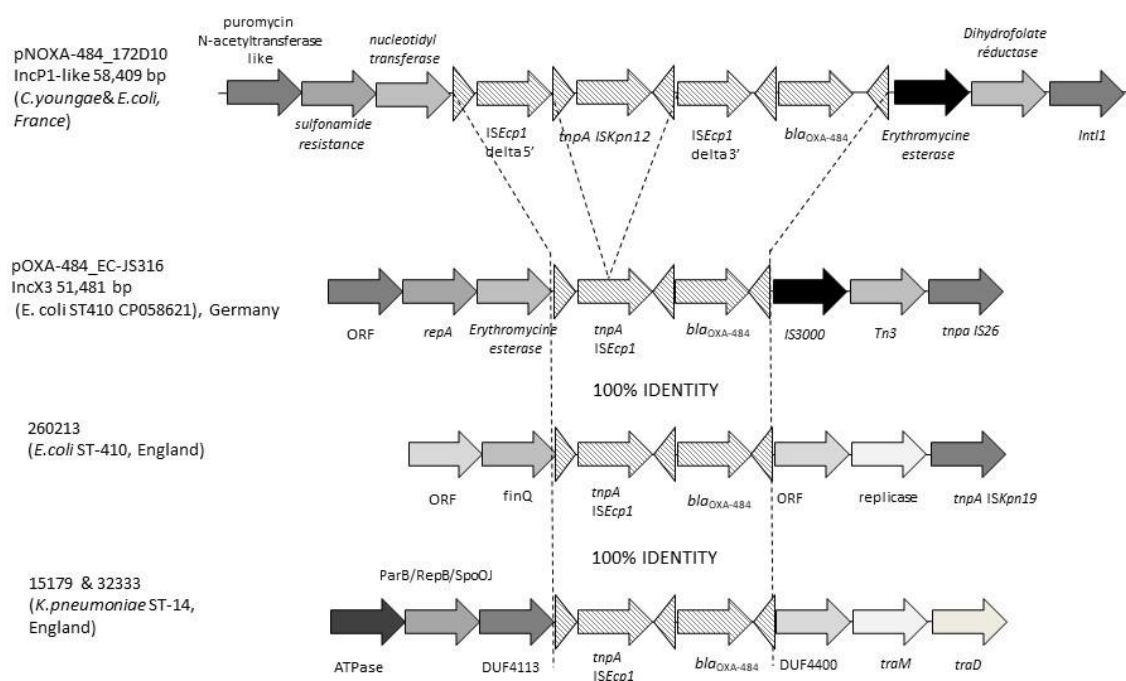 puromycin
N-acetyltransferase
like
nucleotidyl
transferase
Dihydrofolate
réductase
pNOXA-484_172D10
IncP1-like 58,409 bp
(C.youngae& E.coli,
France)
sulfonamide
resistance
ISEcp1
delta5'
tnpA ISKpn12
ISEcp1
delta3'
blaOXA-484
Erythromycine
esterase
IntI1
pOXA-484_EC-JS316
IncX3 51,481 bp
(E. coli ST410 CP058621), Germany
ORF
repA
Erythromycine
esterase
tnpA
ISEcp1
blaOXA-484
IS3000
Tn3
tnpa IS26
100% IDENTITY
260213
(E.coli ST-410, England)
ORF
finQ
tnpA
ISEcp1
blaOXA-484
ORF
replicase
tnpA ISKpn19
100% IDENTITY
15179 & 32333
(K.pneumoniae ST-14,
England)
ParB/RepB/SpoOJ
ATPase
DUF4113
tnpA
ISEcp1
blaOXA-484
DUF4400
traM
traD